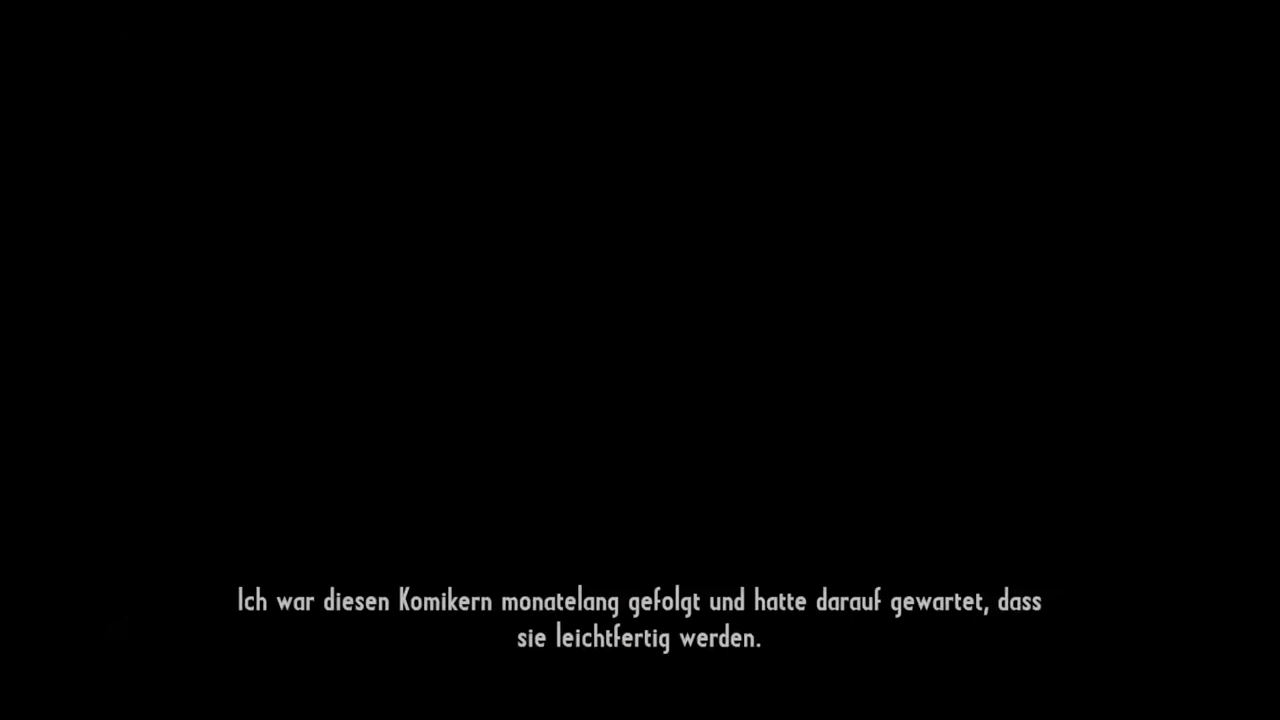 Ich war diesen Komikern monatelang gefolgt und hatte darauf gewartet, dass
sie leichtfertig werden.